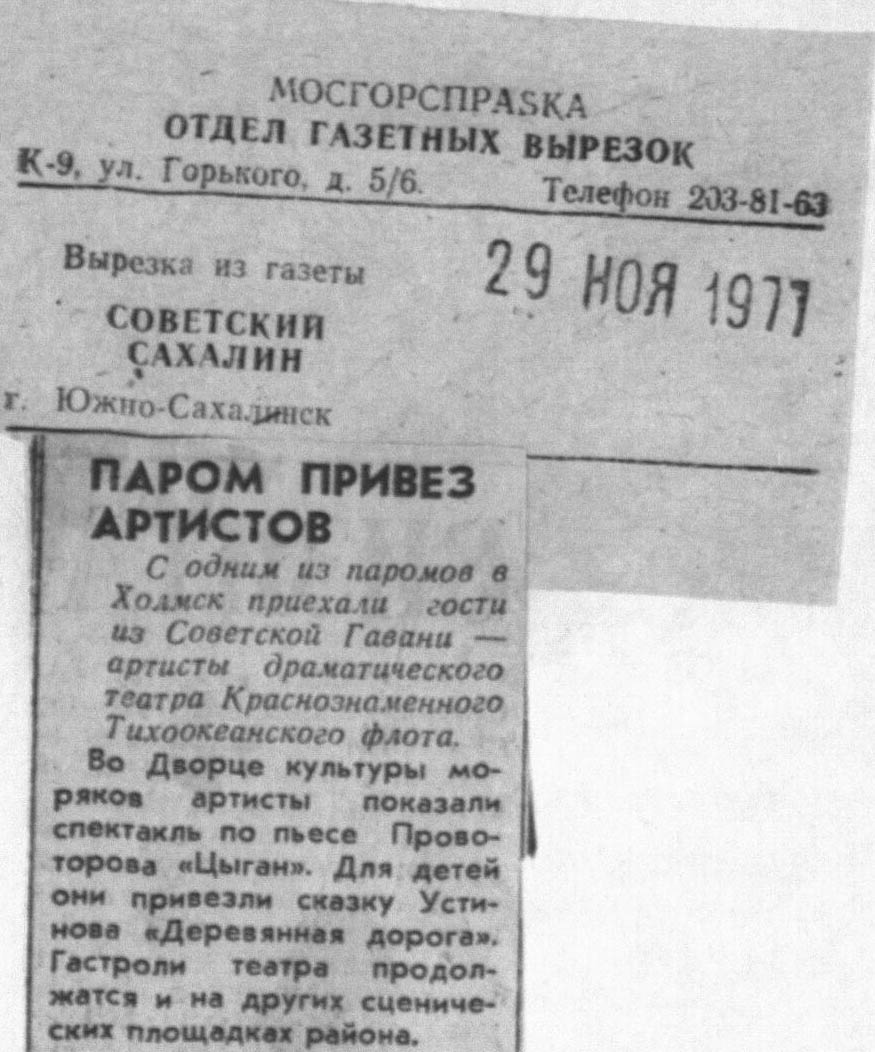 МОСГОРСПРАВКА
ОТДЕЛ ГАЗЕТНЫХ ВЫРЕЗОК
К-9, ул. Горького, д. 5/6. Телефон 203-81-63
Вырезка из газеты
29 НОЯ 1977
СОВЕТСКИЙ
САХАЛИН
г. Южно-Сахалинск
ПАРОМ ПРИВЕЗ
АРТИСТОВ
С одним из паромов в
Холмск приехали гости
из Советской Гавани —
артисты драматического
театра Краснознаменного
Тихоокеанского флота.
Во Дворце культуры мо-
ряков артисты показали
спектакль по пьесе Прово-
торова «Цыган». Для детей
они привезли сказку Усти-
нова «Деревянная дорога».
Гастроли театра продол-
жатся и на других сцениче-
ских площадках района.